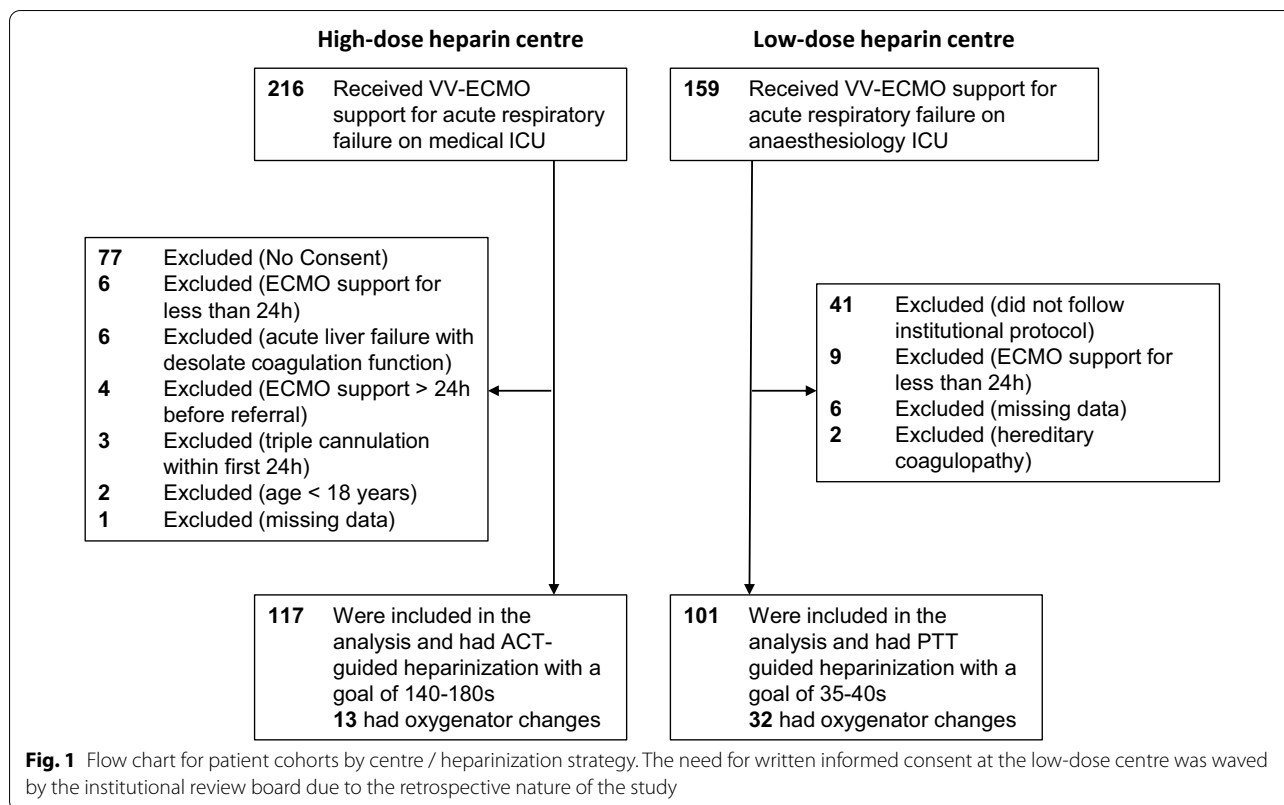 High-dose heparin centre
Low-dose heparin centre
216 Received VV-ECMO
support for acute respiratory
failure on medical ICU
159 Received VV-ECMO support for
acute respiratory failure on
anaesthesiology ICU
77 Excluded (No Consent)
6 Excluded (ECMO support for
less than 24h)
6 Excluded (acute liver failure with
desolate coagulation function)
4 Excluded (ECMO support > 24h
before referral)
3 Excluded (triple cannulation
within first 24h)
2 Excluded (age < 18 years)
1 Excluded (missing data)
41 Excluded (did not follow
institutional protocol)
9 Excluded (ECMO support for
less than 24h)
6 Excluded (missing data)
2 Excluded (hereditary
coagulopathy)
117 Were included in the
analysis and had ACT-
guided heparinization with a
goal of 140-180s
13 had oxygenator changes
101 Were included in the
analysis and had PTT
guided heparinization with a
goal of 35-40s
32 had oxygenator changes
Fig. 1 Flow chart for patient cohorts by centre / heparinization strategy. The need for written informed consent at the low-dose centre was waved
by the institutional review board due to the retrospective nature of the study